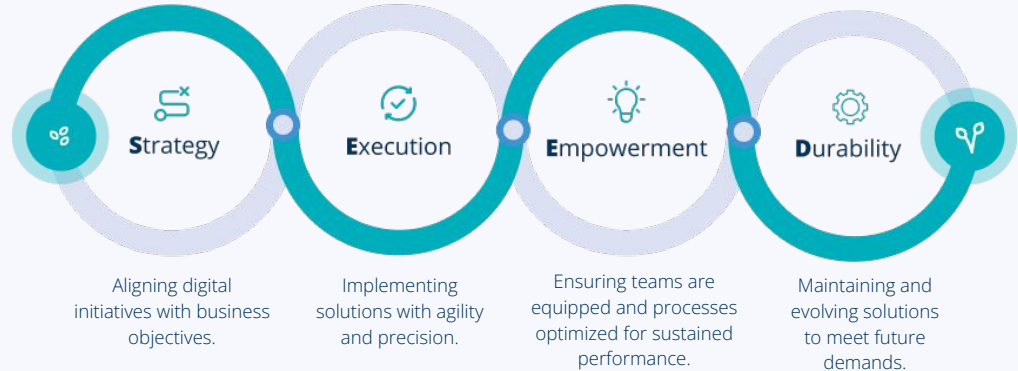 Strategy
Execution
Empowerment
Durability
Aligning digital
initiatives with business
objectives.
Implementing
solutions with agility
and precision.
Ensuring teams are
equipped and processes
optimized for sustained
performance.
Maintaining and
evolving solutions
to meet future
demands.